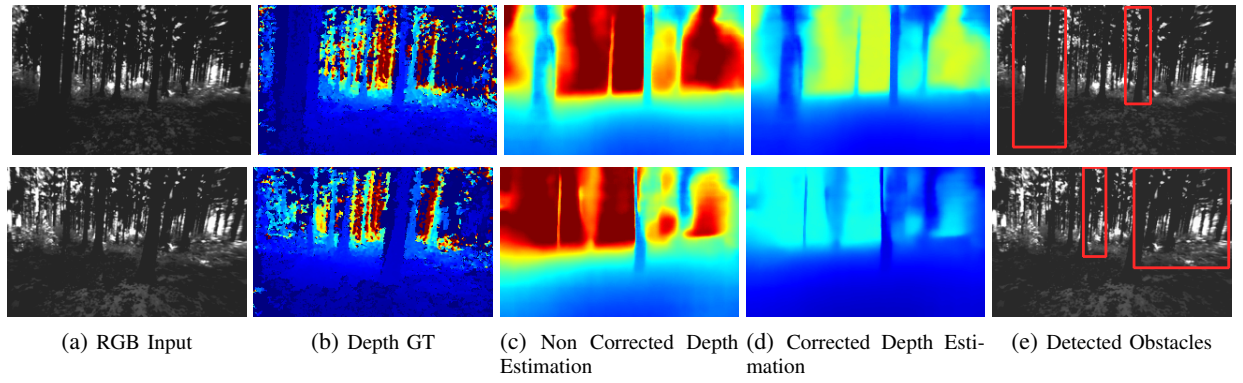 (a) RGB Input
(b) Depth GT
(c) Non Corrected Depth
Estimation
(d) Corrected Depth Esti-
mation
(e) Detected Obstacles